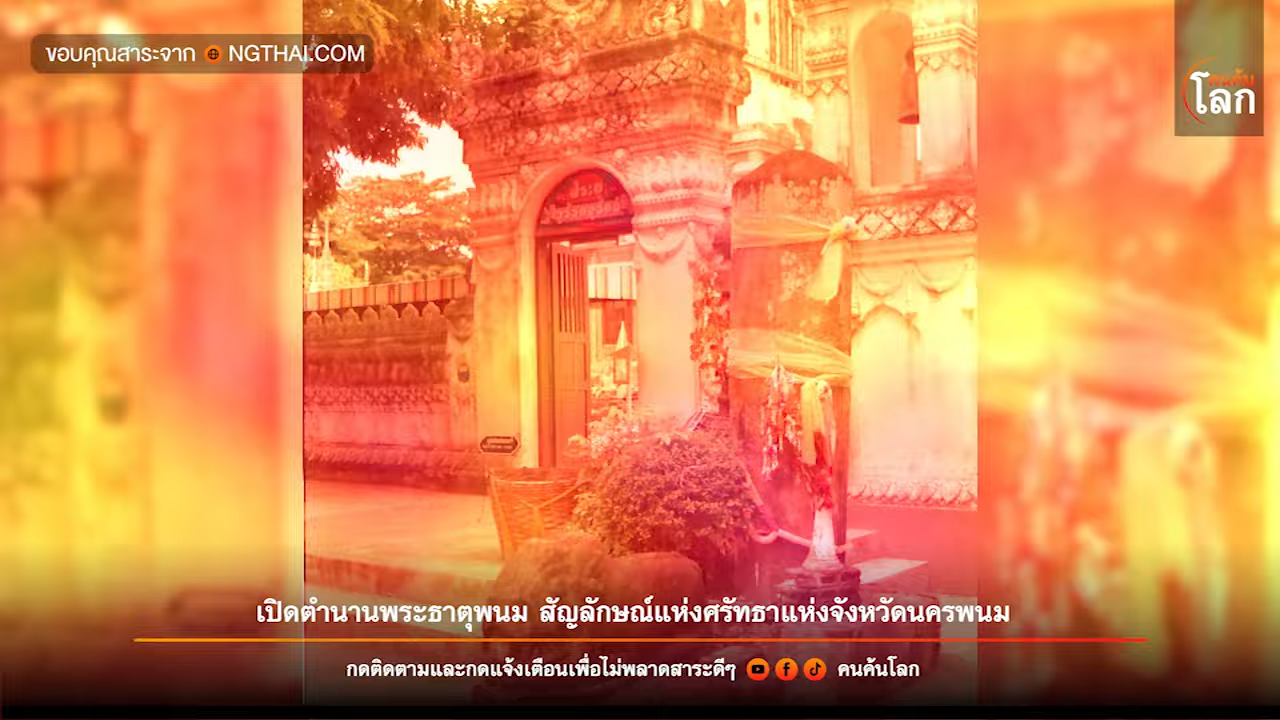 ขอบคุณสาระจาก NGTHAI.COM
คนค้น
โลก
เปิดตำนานพระธาตุพนม สัญลักษณ์แห่งศรัทธาแห่งจังหวัดนครพนม
กดติดตามและกดแจ้งเตือนเพื่อไม่พลาดสาระดีๆ คนค้นโลก